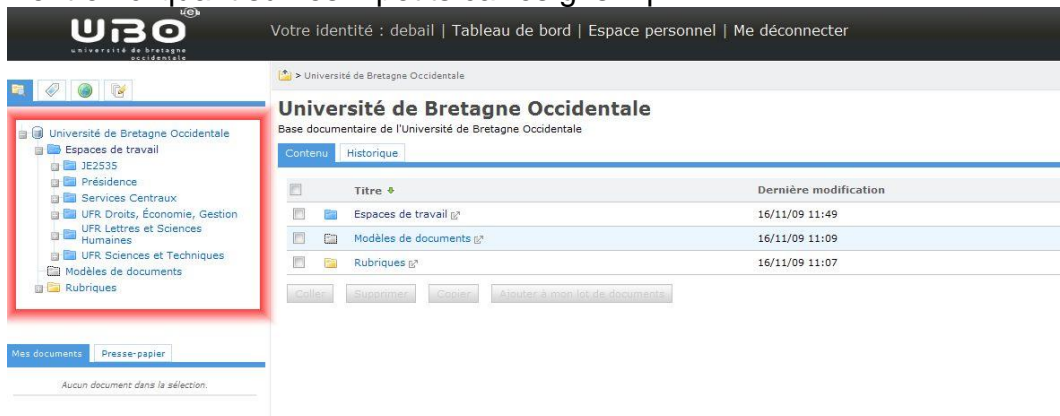 UBO
université de bretagne
occidentale
Votre identité : debail | Tableau de bord | Espace personnel | Me déconnecter
> Université de Bretagne Occidentale
Université de Bretagne Occidentale
Base documentaire de l'Université de Bretagne Occidentale
Contenu Historique
Titre Dernière modification
Espaces de travail 16/11/09 11:49
Modèles de documents 16/11/09 11:09
Rubriques 16/11/09 11:07
Coller Supprimer Copier Ajouter à mon lot de documents
Université de Bretagne Occidentale
Espaces de travail
JE2535
Présidence
Services Centraux
UFR Droits, Économie, Gestion
UFR Lettres et Sciences
Humaines
UFR Sciences et Techniques
Modèles de documents
Rubriques
Mes documents Presse-papier
Aucun document dans la sélection.